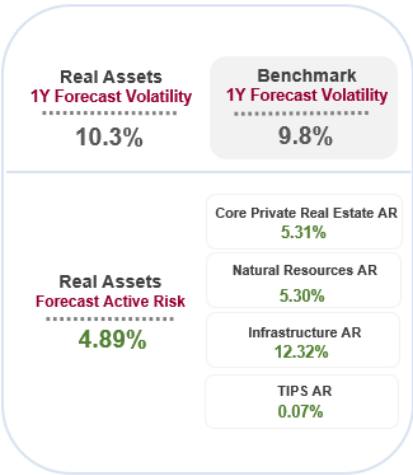 Real Assets
1Y Forecast Volatility
10.3%
Benchmark
1Y Forecast Volatility
9.8%
Real Assets
Forecast Active Risk
4.89%
Core Private Real Estate AR
5.31%
Natural Resources AR
5.30%
Infrastructure AR
12.32%
TIPS AR
0.07%